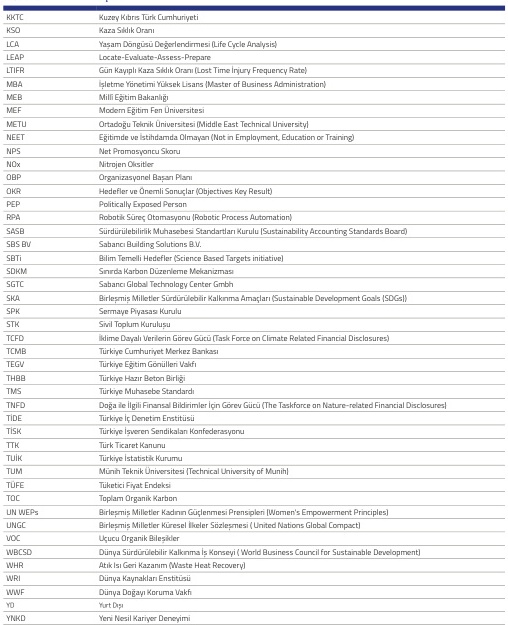 KKTC Kuzey Kıbrıs Türk Cumhuriyeti
KSO Kaza Sıklık Oranı
LCA Yaşam Döngüsü Değerlendirmesi (Life Cycle Analysis)
LEAP Locate-Evaluate-Assess-Prepare
LTIFR Gün Kayıplı Kaza Sıklık Oranı (Lost Time İnjury Frequency Rate)
MBA İşletme Yönetimi Yüksek Lisans (Master of Business Administration)
MEB Millî Eğitim Bakanlığı
MEF Modern Eğitim Fen Üniversitesi
METU Ortadoğu Teknik Üniversitesi (Middle East Technical University)
NEET Eğitimde ve İstihdamda Olmayan (Not in Employment, Education or Training)
NPS Net Promosyoncu Skoru
NOx Nitrojen Oksitler
OBP Organizasyonel Başarı Planı
OKR Hedefler ve Önemli Sonuçlar (Objectives Key Result)
PEP Politically Exposed Person
RPA Robotik Süreç Otomasyonu (Robotic Process Automation)
SASB Sürdürülebilirlik Muhasebesi Standartları Kurulu (Sustainability Accounting Standards Board)
SBS BV Sabancı Building Solutions B.V.
SBTi Bilim Temelli Hedefler (Science Based Targets initiative)
SDKM Sınırda Karbon Düzenleme Mekanizması
SGTC Sabancı Global Technology Center Gmbh
SKA Birleşmiş Milletler Sürdürülebilir Kalkınma Amaçları (Sustainable Development Goals (SDGs))
SPK Sermaye Piyasası Kurulu
STK Sivil Toplum Kuruluşu
TCFD İklime Dayalı Verilerin Görev Gücü (Task Force on Climate Related Financial Disclosures)
TCMB Türkiye Cumhuriyet Merkez Bankası
TEGV Türkiye Eğitim Gönülleri Vakfı
THBB Türkiye Hazır Beton Birliği
TMS Türkiye Muhasebe Standardı
TNFD Doğa ile İlgili Finansal Bildirimler İçin Görev Gücü (The Taskforce on Nature-related Financial Disclosures)
TİDE Türkiye İç Denetim Enstitüsü
TİSK Türkiye İşveren Sendikaları Konfederasyonu
TTK Türk Ticaret Kanunu
TUİK Türkiye İstatistik Kurumu
TUM Münih Teknik Üniversitesi (Technical University of Munih)
TÜFE Tüketici Fiyat Endeksi
TOC Toplam Organik Karbon
UN WEPs Birleşmiş Milletler Kadının Güçlenmesi Prensipleri (Women's Empowerment Principles)
UNGC Birleşmiş Milletler Küresel İlkeler Sözleşmesi ( United Nations Global Compact)
VOC Uçucu Organik Bileşikler
WBCSD Dünya Sürdürülebilir Kalkınma İş Konseyi ( World Business Council for Sustainable Development)
WHR Atık Isı Geri Kazanım (Waste Heat Recovery)
WRI Dünya Kaynakları Enstitüsü
WWF Dünya Doğayı Koruma Vakfı
YD Yurt Dışı
YNKD Yeni Nesil Kariyer Deneyimi